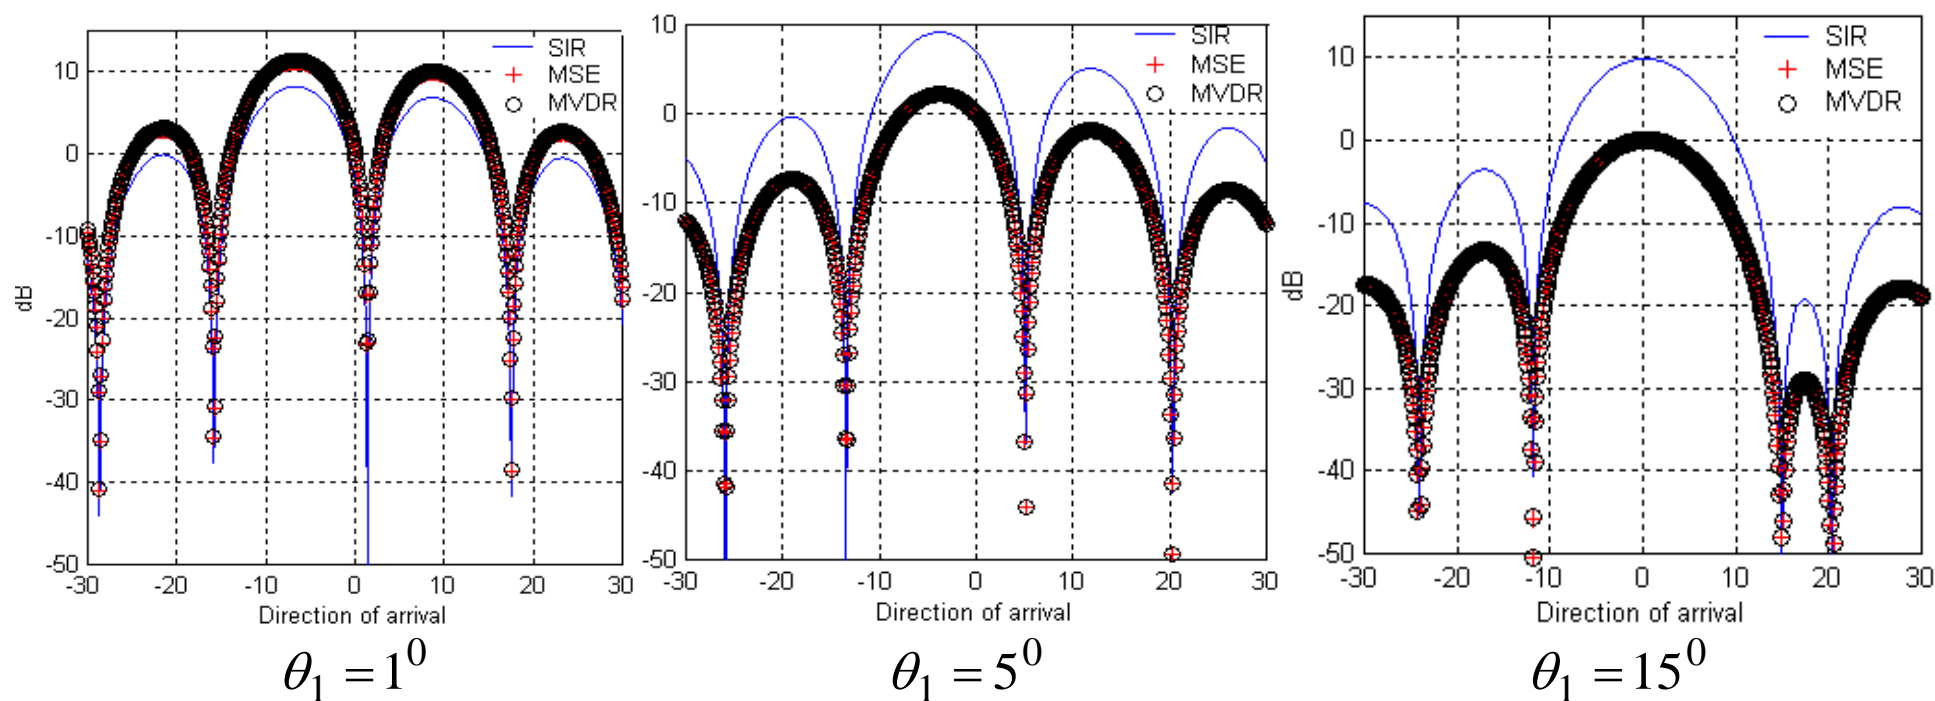 10
0
-10
-20
-30
-40
-50
dB
-30 -20 -10 0 10 20 30
Direction of arrival
SIR
MSE
MVDR
θ₁ = 1⁰
10
0
-10
-20
-30
-40
-50
-30 -20 -10 0 10 20 30
Direction of arrival
SIR
MSE
MVDR
θ₁ = 5⁰
10
0
-10
-20
-30
-40
-50
dB
-30 -20 -10 0 10 20 30
Direction of arrival
SIR
MSE
MVDR
θ₁ = 15⁰